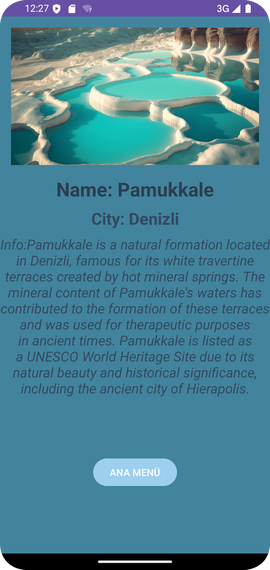 12:27
3G
Name: Pamukkale
City: Denizli
Info:Pamukkale is a natural formation located
in Denizli, famous for its white travertine
terraces created by hot mineral springs. The
mineral content of Pamukkale's waters has
contributed to the formation of these terraces
and was used for therapeutic purposes
in ancient times. Pamukkale is listed as
a UNESCO World Heritage Site due to its
natural beauty and historical significance,
including the ancient city of Hierapolis.
ANA MENÜ